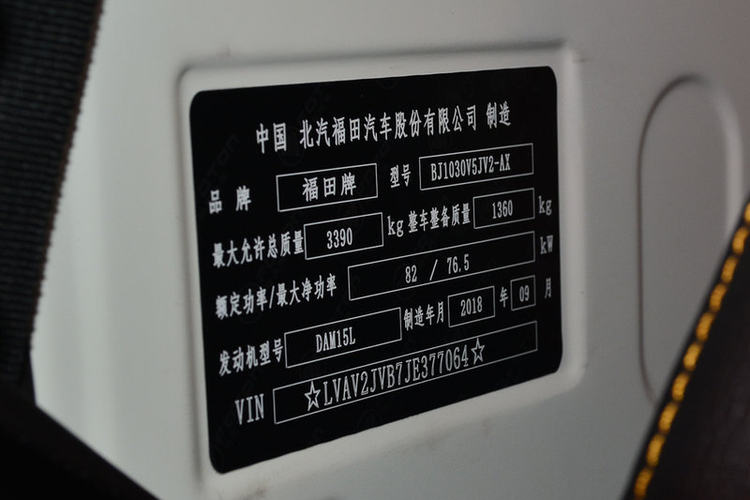 中国 北汽福田汽车股份有限公司 制造
品牌 福田牌 型号 BJ1030V5JV2-AX
最大允许总质量 3390 kg 整车整备质量 1360 kg
额定功率/最大净功率 82 / 76.5 kW
发动机型号 DAM15L 制造年月 2018 年 09 月
VIN ☆LVAV2JVB7JE377064☆